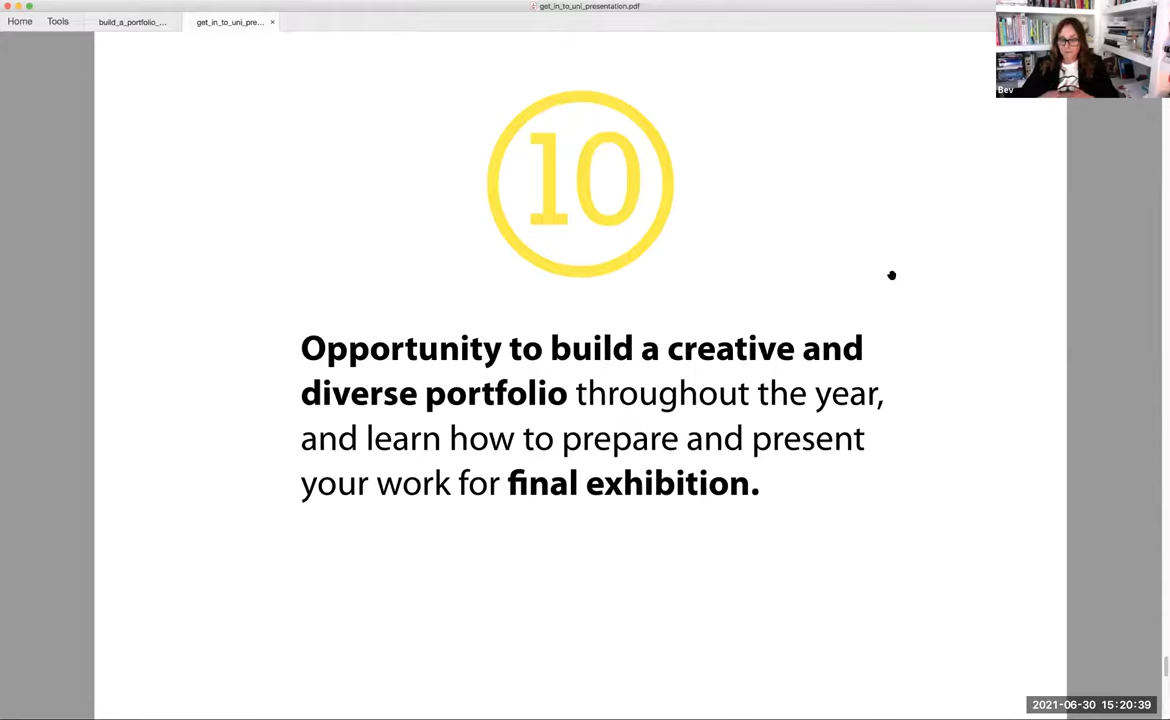 get_in_to_uni_presentation.pdf
Home Tools build_a_portfolio_... get_in_to_uni_pre... ×
Bev
10
Opportunity to build a creative and
diverse portfolio throughout the year,
and learn how to prepare and present
your work for final exhibition.
2021-06-30 15:20:39